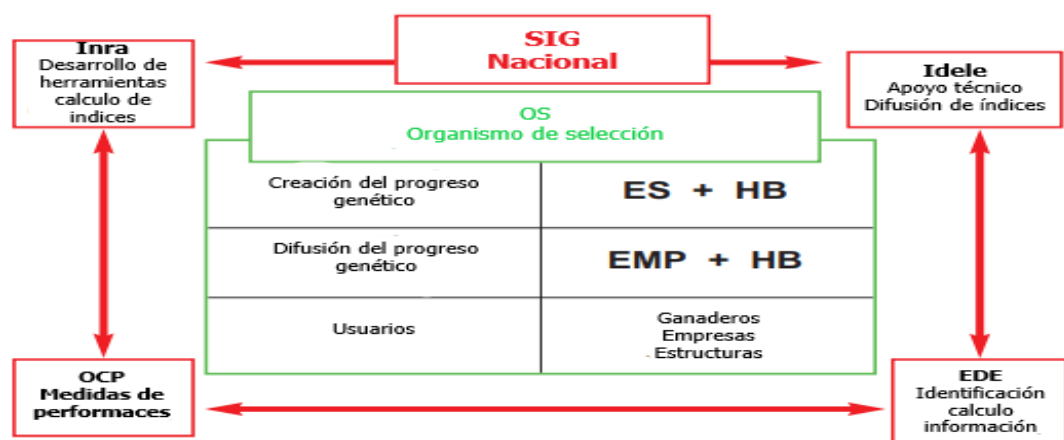 SIG
Nacional
Inra
Desarrollo de
herramientas
calculo de
indices
Idele
Apoyo técnico
Difusión de índices
OS
Organismo de selección
Creación del progreso
genético
ES + HB
Difusión del progreso
genético
EMP + HB
Usuarios
Ganaderos
Empresas
Estructuras
OCP
Medidas de
performaces
EDE
Identificación
calculo
información